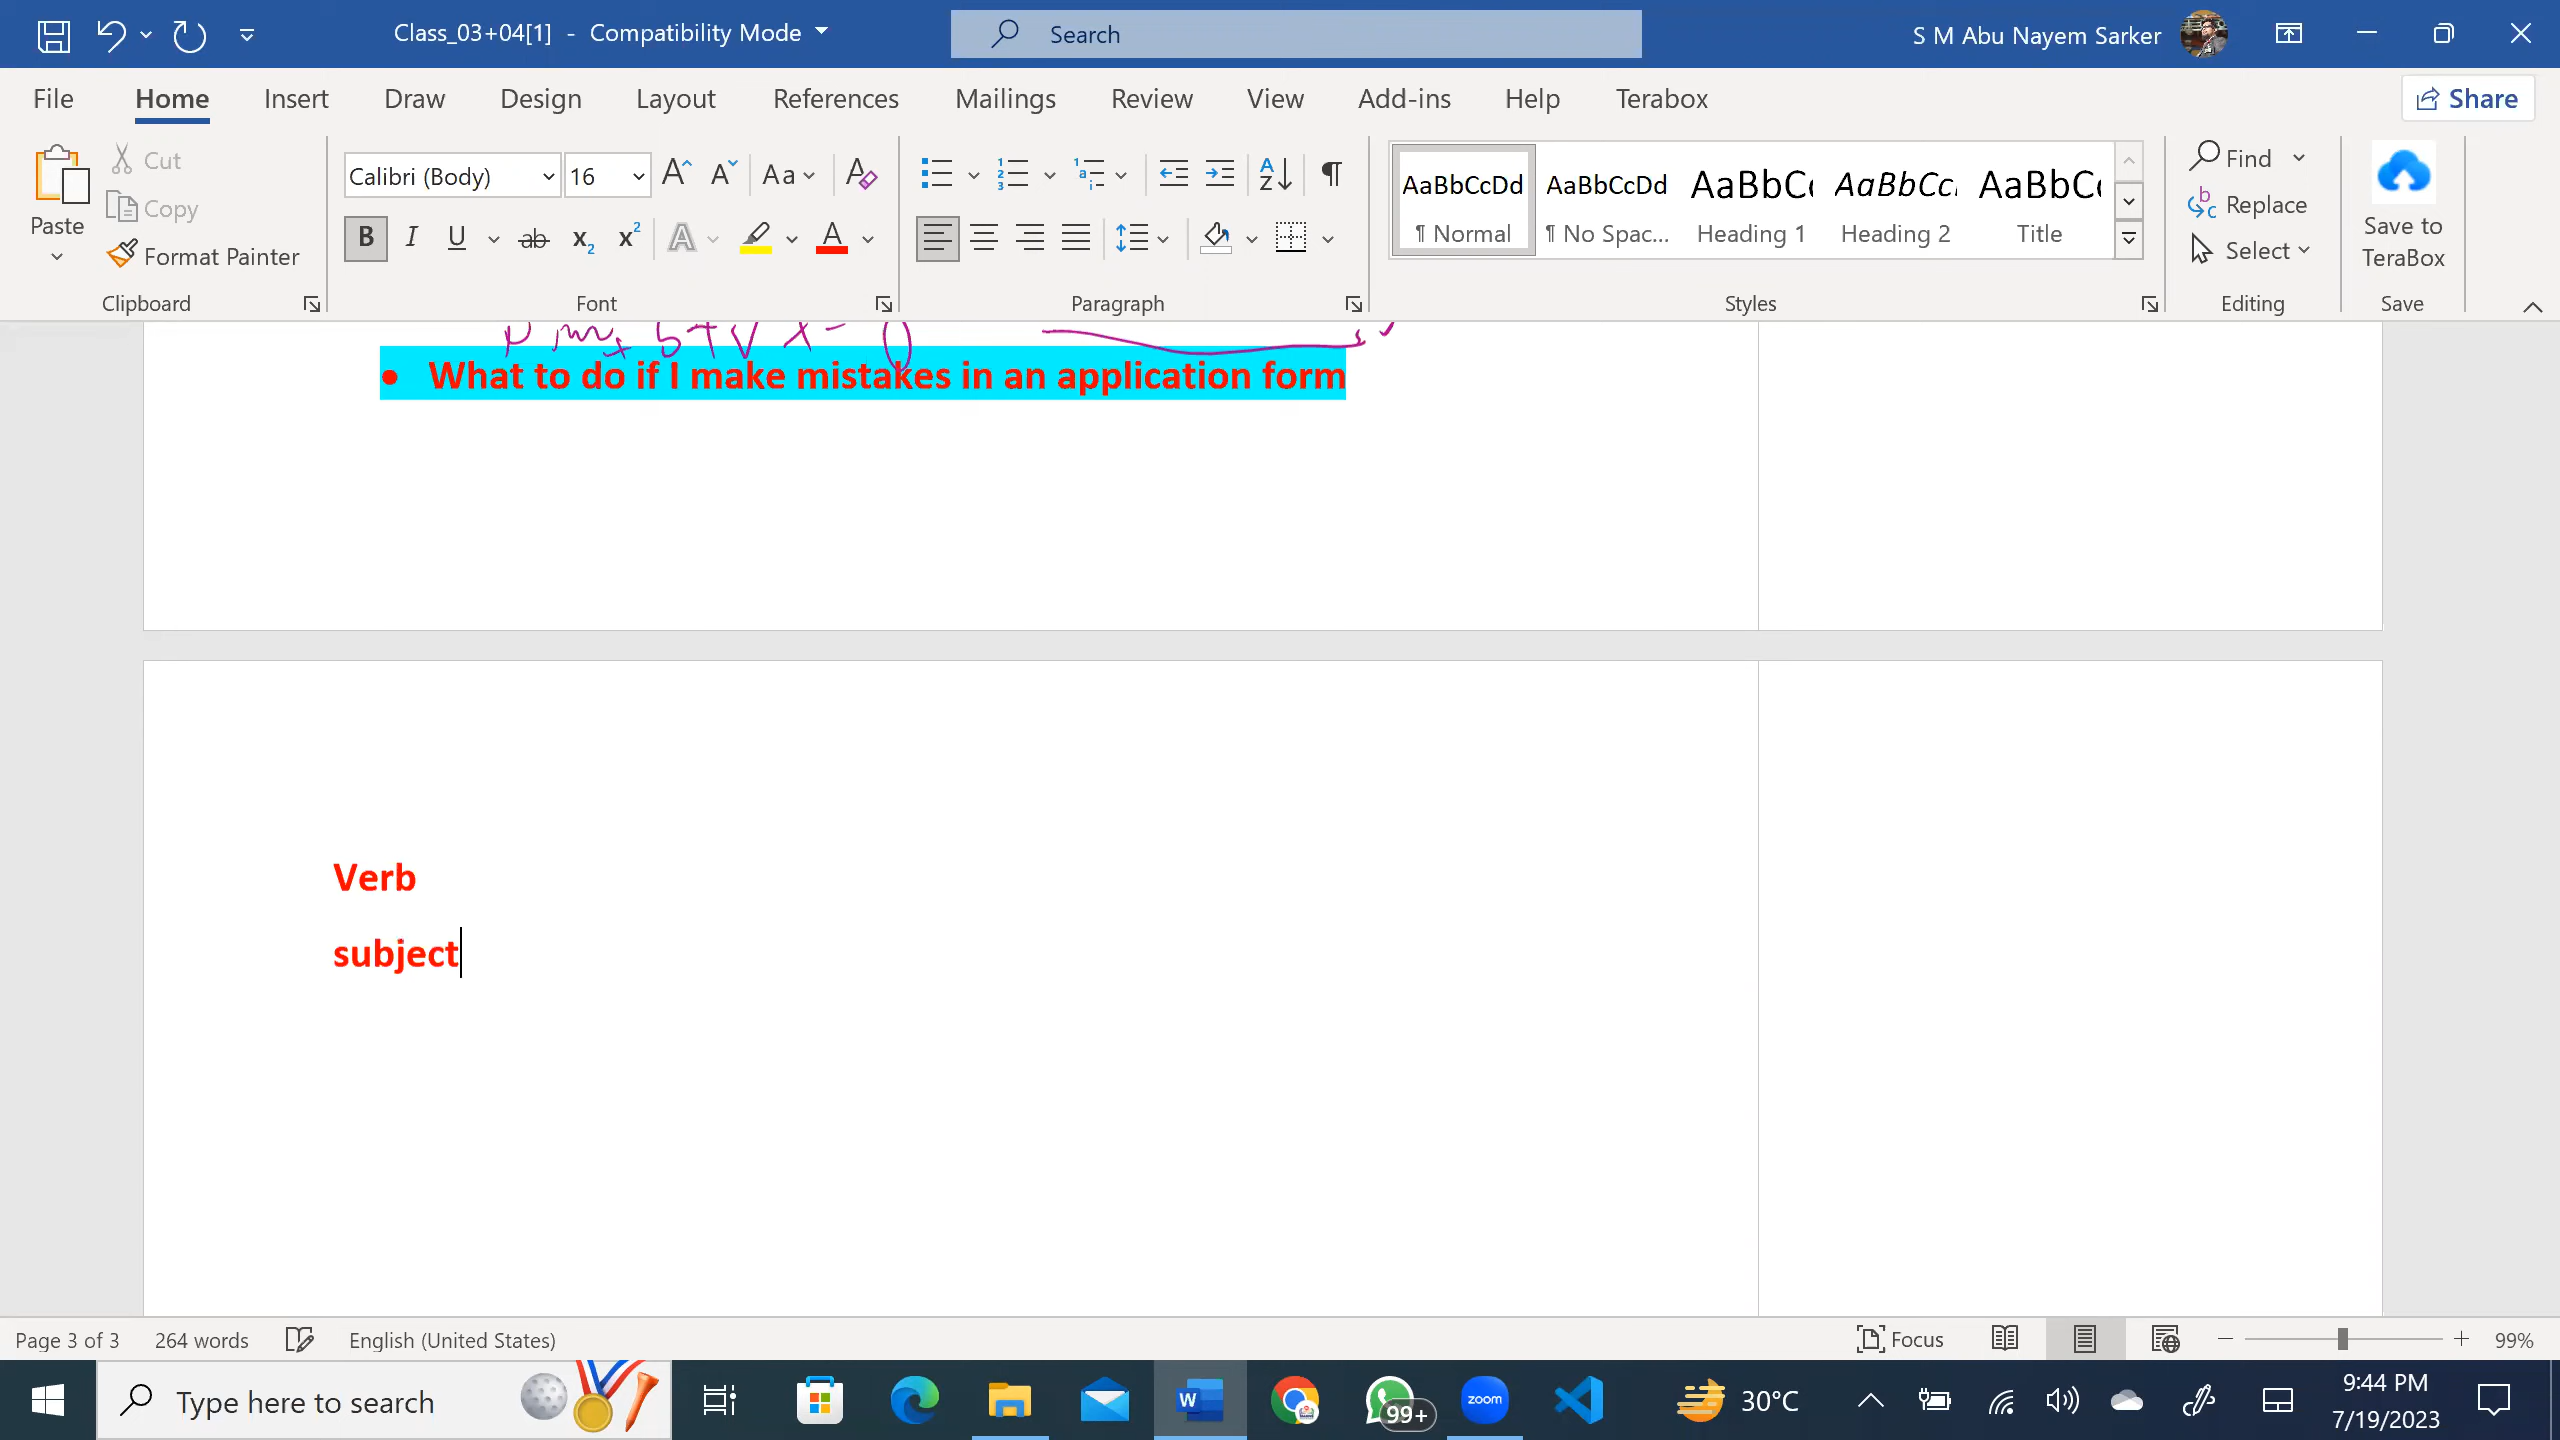 Class_03+04[1] - Compatibility Mode
Search
S M Abu Nayem Sarker
File Home Insert Draw Design Layout References Mailings Review View Add-ins Help Terabox
Share
Paste
Cut
Copy
Format Painter
Clipboard
Calibri (Body) 16
Font
Paragraph
AaBbCcDd AaBbCcDd AaBbCc AaBbCc AaBbCc
¶ Normal ¶ No Spac... Heading 1 Heading 2 Title
Styles
Find
Replace
Select
Editing
Save to
TeraBox
Save
• What to do if I make mistakes in an application form
Verb
subject
Page 3 of 3 264 words English (United States)
Focus
99%
Type here to search
99+
zoom
30°C
9:44 PM
7/19/2023